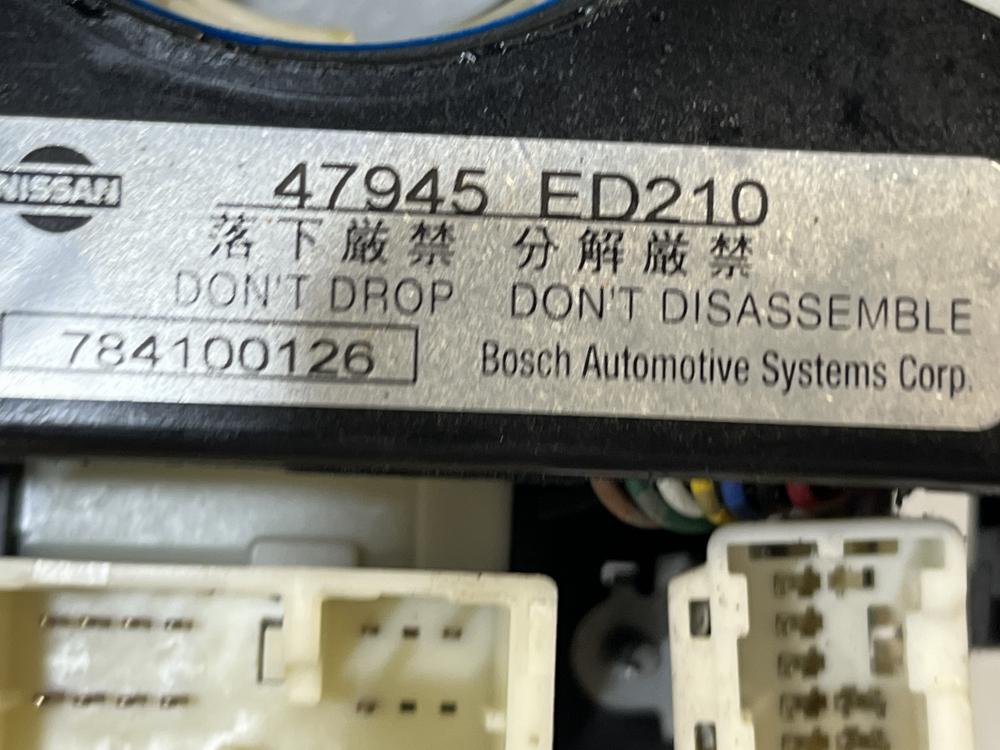 NISSAN
47945 ED210
落下厳禁 分解厳禁
DON'T DROP DON'T DISASSEMBLE
784100126
Bosch Automotive Systems Corp.